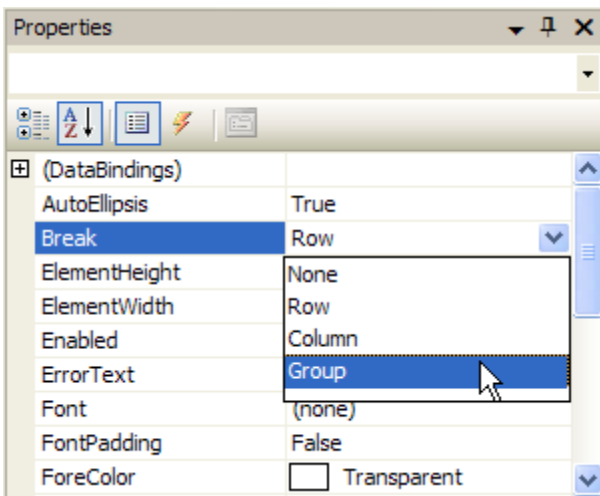 Properties
A
Z
(DataBindings)
AutoEllipsis True
Break Row
ElementHeight None
ElementWidth Row
Enabled Column
ErrorText Group
Font (none)
FontPadding False
ForeColor Transparent